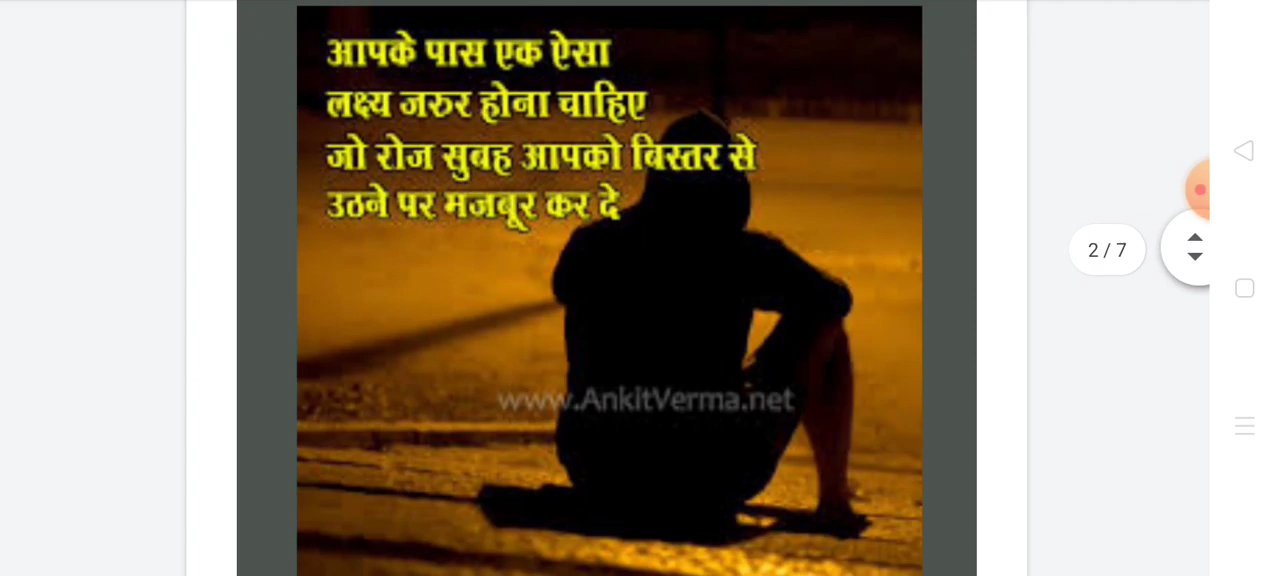 आपके पास एक ऐसा
लक्ष्य जरुर होना चाहिए
जो रोज सुबह आपको बिस्तर से
उठने पर मजबूर कर दे
2 / 7
www.AnkitVerma.net